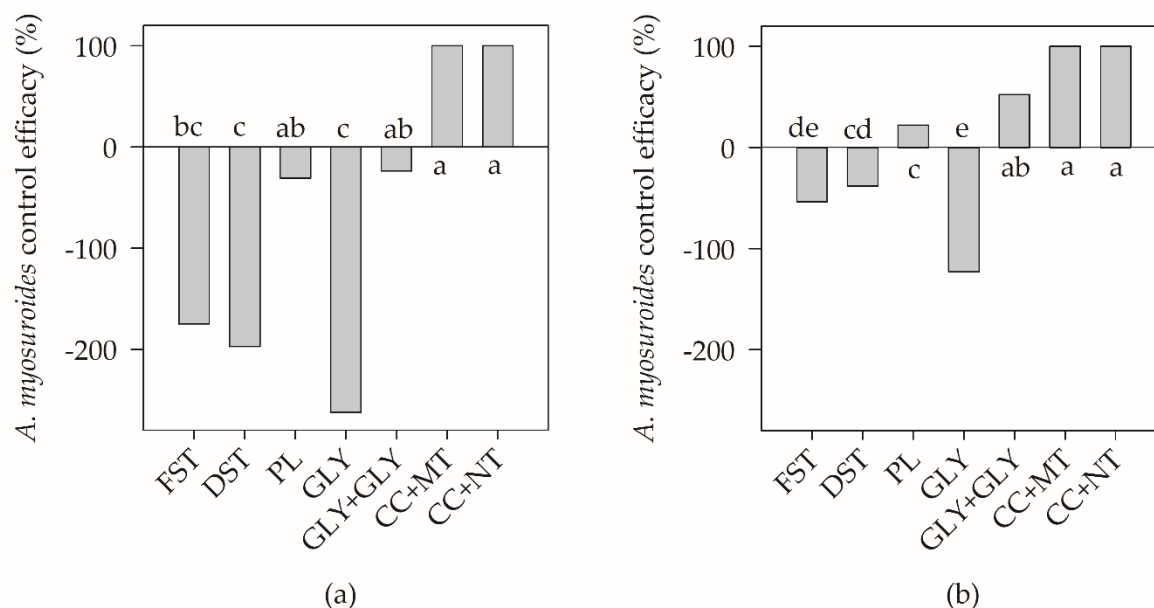 A. myosuroides control efficacy (%)
100
0
-100
-200
bc c ab c ab
a a
FST
DST
PL
GLY
GLY+GLY
CC+MT
CC+NT
(a)
A. myosuroides control efficacy (%)
100
0
-100
-200
de cd e
c ab a a
FST
DST
PL
GLY
GLY+GLY
CC+MT
CC+NT
(b)